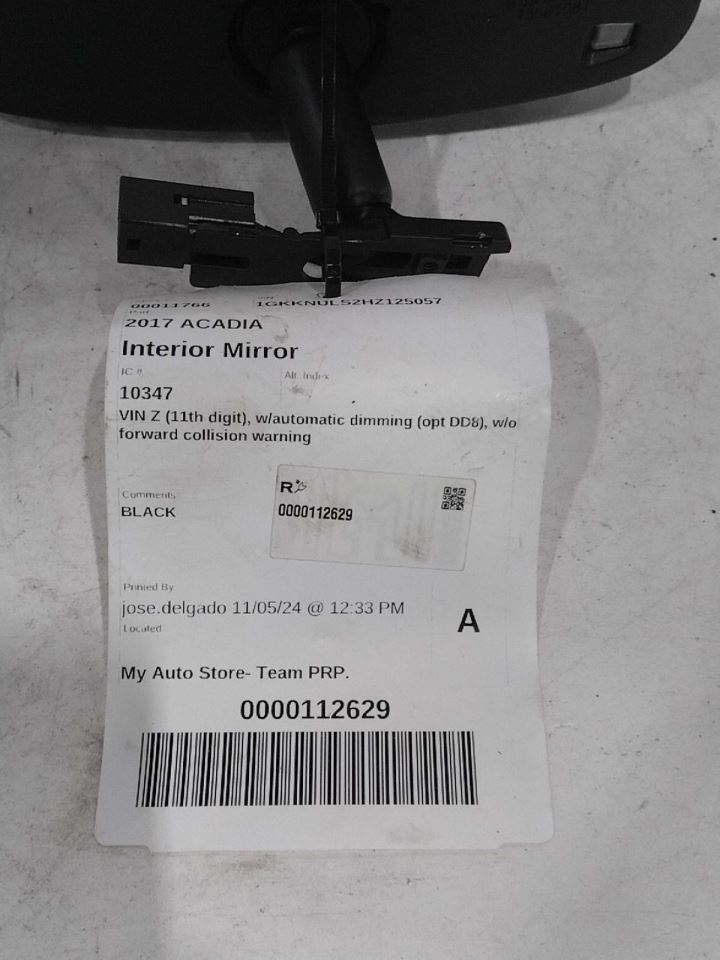 00011766
VIN
1GKKNULS2HZ125057
Part
2017 ACADIA
Interior Mirror
IC #
Alt. Index
10347
VIN Z (11th digit), w/automatic dimming (opt DD8), w/o
forward collision warning
Comments
BLACK
R
0000112629
Printed By
jose.delgado 11/05/24 @ 12:33 PM
A
Located
My Auto Store- Team PRP.
0000112629